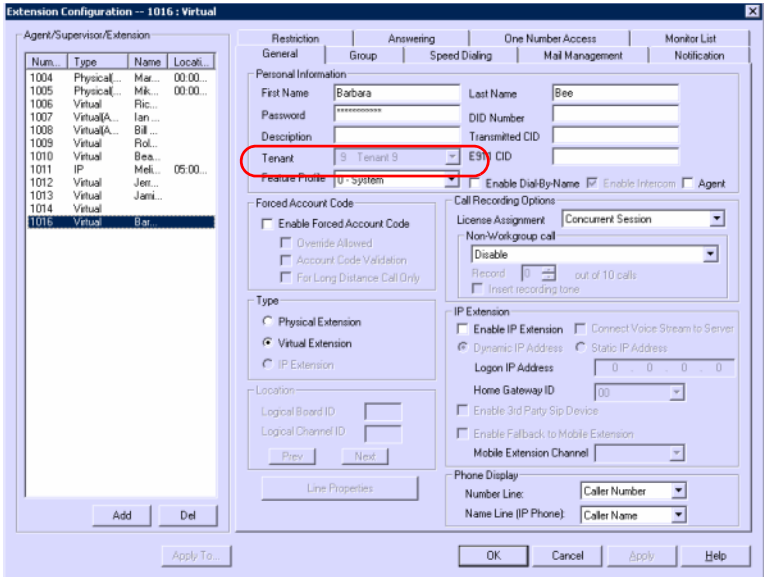 Extension Configuration -- 1016 : Virtual
Agent/Supervisor/Extension
Num... Type Name Locati...
1004 Physical(... Mar... 00:00...
1005 Physical(... Mik... 00:00...
1006 Virtual Ric...
1007 Virtual(A... Ian ...
1008 Virtual(A... Bill ...
1009 Virtual Rol...
1010 Virtual Bea...
1011 IP Meli... 05:00...
1012 Virtual Jerr...
1013 Virtual Jami...
1014 Virtual
1016 Virtual Bar...
Add Del
Apply To...
Restriction Answering One Number Access Monitor List
General Group Speed Dialing Mail Management Notification
Personal Information
First Name Barbara Last Name Bee
Password *********** DID Number
Description Transmitted CID
Tenant 9 Tenant 9 E911 CID
Feature Profile 0 - System Enable Dial-By-Name Enable Intercom Agent
Forced Account Code
Enable Forced Account Code
Override Allowed
Account Code Validation
For Long Distance Call Only
Type
Physical Extension
Virtual Extension
IP Extension
Location
Logical Board ID
Logical Channel ID
Prev Next
Line Properties
Call Recording Options
License Assignment Concurrent Session
Non-Workgroup call
Disable
Record 0 out of 10 calls
Insert recording tone
IP Extension
Enable IP Extension Connect Voice Stream to Server
Dynamic IP Address Static IP Address
Logon IP Address 0 . 0 . 0 . 0
Home Gateway ID 00
Enable 3rd Party Sip Device
Enable Fallback to Mobile Extension
Mobile Extension Channel
Phone Display
Number Line: Caller Number
Name Line (IP Phone): Caller Name
OK Cancel Apply Help